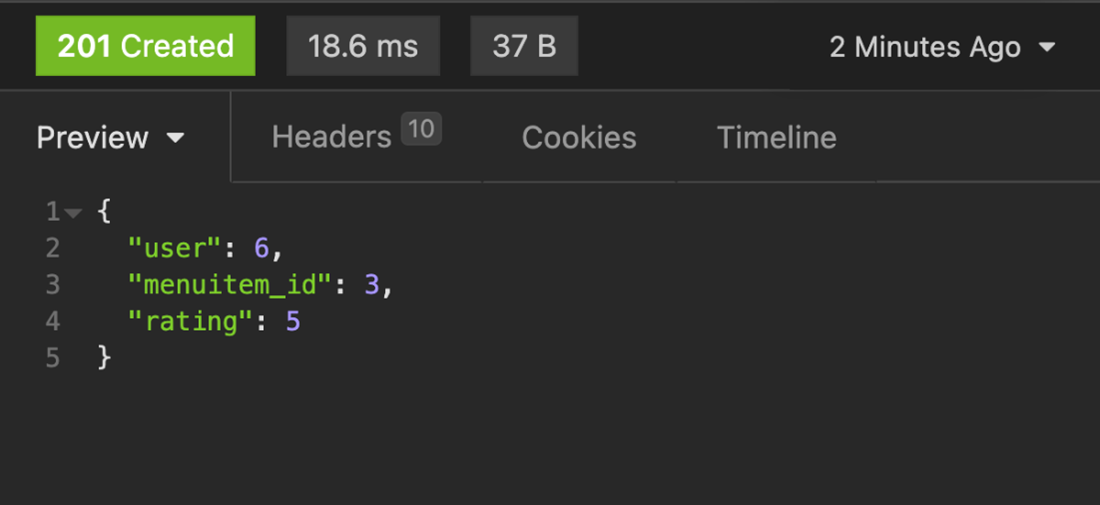 201 Created 18.6 ms 37 B 2 Minutes Ago
Preview Headers 10 Cookies Timeline
1 {
2 "user": 6,
3 "menuitem_id": 3,
4 "rating": 5
5 }